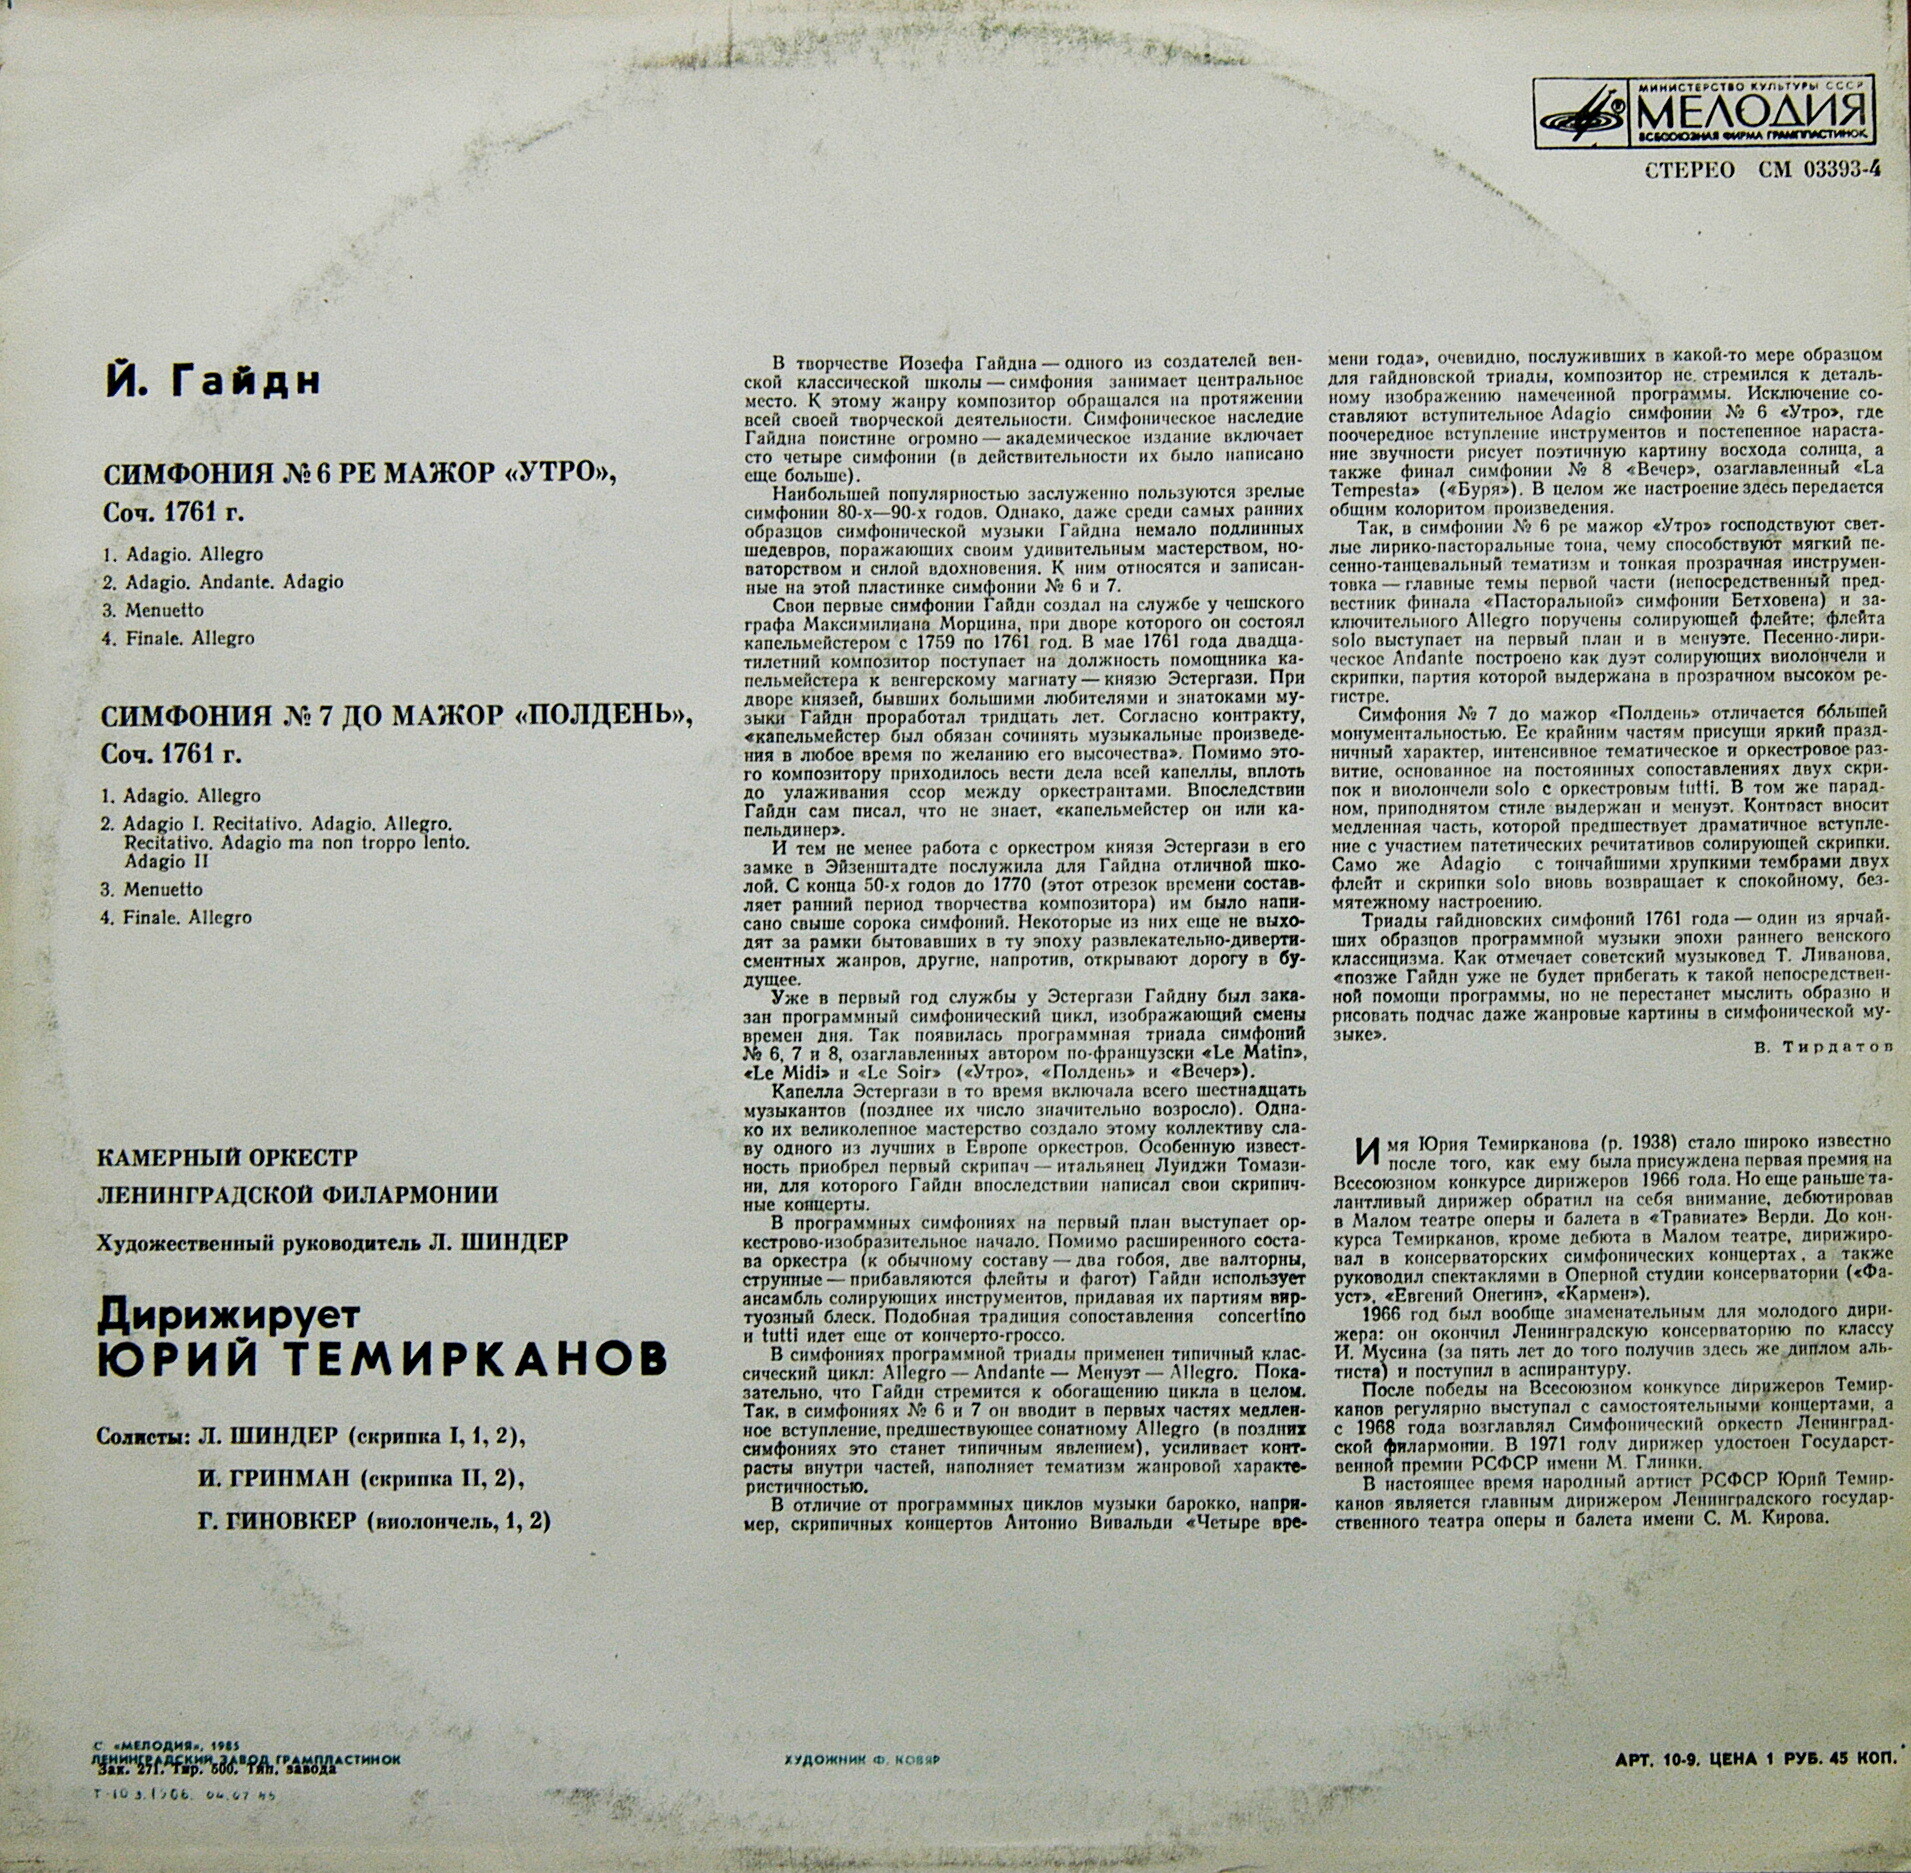 МИНИСТЕРСТВО КУЛЬТУРЫ СССР
МЕЛОДИЯ
ВСЕСОЮЗНАЯ ФИРМА ГРАМПЛАСТИНОК
СТЕРЕО СМ 03393-4
Й. Гайдн
СИМФОНИЯ № 6 РЕ МАЖОР «УТРО»,
Соч. 1761 г.
1. Adagio. Allegro
2. Adagio. Andante. Adagio
3. Menuetto
4. Finale. Allegro
СИМФОНИЯ № 7 ДО МАЖОР «ПОЛДЕНЬ»,
Соч. 1761 г.
1. Adagio. Allegro
2. Adagio I. Recitativo. Adagio. Allegro.
Recitativo. Adagio ma non troppo lento.
Adagio II
3. Menuetto
4. Finale. Allegro
КАМЕРНЫЙ ОРКЕСТР
ЛЕНИНГРАДСКОЙ ФИЛАРМОНИИ
Художественный руководитель Л. ШИНДЕР
Дирижирует
ЮРИЙ ТЕМИРКАНОВ
Солисты: Л. ШИНДЕР (скрипка I, 1, 2),
И. ГРИНМАН (скрипка II, 2),
Г. ГИНОВКЕР (виолончель, 1, 2)
В творчестве Йозефа Гайдна — одного из создателей вен-
ской классической школы — симфония занимает центральное
место. К этому жанру композитор обращался на протяжении
всей своей творческой деятельности. Симфоническое наследие
Гайдна поистине огромно — академическое издание включает
сто четыре симфонии (в действительности их было написано
еще больше).
Наибольшей популярностью заслуженно пользуются зрелые
симфонии 80-х—90-х годов. Однако, даже среди самых ранних
образцов симфонической музыки Гайдна немало подлинных
шедевров, поражающих своим удивительным мастерством, но-
ваторством и силой вдохновения. К ним относятся и записан-
ные на этой пластинке симфонии № 6 и 7.
Свои первые симфонии Гайдн создал на службе у чешского
графа Максимилиана Морцина, при дворе которого он состоял
капельмейстером с 1759 по 1761 год. В мае 1761 года двадца-
тилетний композитор поступает на должность помощника ка-
пельмейстера к венгерскому магнату — князю Эстергази. При
дворе князей, бывших большими любителями и знатоками му-
зыки Гайдн проработал тридцать лет. Согласно контракту,
«капельмейстер был обязан сочинять музыкальные произведе-
ния в любое время по желанию его высочества». Помимо это-
го композитору приходилось вести дела всей капеллы, вплоть
до улаживания ссор между оркестрантами. Впоследствии
Гайдн сам писал, что не знает, «капельмейстер он или ка-
пельдинер».
И тем не менее работа с оркестром князя Эстергази в его
замке в Эйзенштадте послужила для Гайдна отличной шко-
лой. С конца 50-х годов до 1770 (этот отрезок времени состав-
ляет ранний период творчества композитора) им было напи-
сано свыше сорока симфоний. Некоторые из них еще не выхо-
дят за рамки бытовавших в ту эпоху развлекательно-диверти-
сментных жанров, другие, напротив, открывают дорогу в бу-
дущее.
Уже в первый год службы у Эстергази Гайдну был зака-
зан программный симфонический цикл, изображающий смены
времен дня. Так появилась программная триада симфоний
№ 6, 7 и 8, озаглавленных автором по-французски «Le Matin»,
«Le Midi» и «Le Soir» («Утро», «Полдень» и «Вечер»).
Капелла Эстергази в то время включала всего шестнадцать
музыкантов (позднее их число значительно возросло). Одна-
ко их великолепное мастерство создало этому коллективу сла-
ву одного из лучших в Европе оркестров. Особенную извест-
ность приобрел первый скрипач — итальянец Луиджи Томази-
ни, для которого Гайдн впоследствии написал свои скрипич-
ные концерты.
В программных симфониях на первый план выступает ор-
кестрово-изобразительное начало. Помимо расширенного соста-
ва оркестра (к обычному составу — два гобоя, две валторны,
струнные — прибавляются флейты и фагот) Гайдн использует
ансамбль солирующих инструментов, придавая их партиям вир-
туозный блеск. Подобная традиция сопоставления concertino
и tutti идет еще от кончерто-гроссо.
В симфониях программной триады применен типичный клас-
сический цикл: Allegro — Andante — Менуэт — Allegro. Пока-
зательно, что Гайдн стремится к обогащению цикла в целом.
Так, в симфониях № 6 и 7 он вводит в первых частях медлен-
ное вступление, предшествующее сонатному Allegro (в поздних
симфониях это станет типичным явлением), усиливает конт-
расты внутри частей, наполняет тематизм жанровой характе-
ристичностью.
В отличие от программных циклов музыки барокко, напри-
мер, скрипичных концертов Антонио Вивальди «Четыре вре-
мени года», очевидно, послуживших в какой-то мере образцом
для гайдновской триады, композитор не стремился к деталь-
ному изображению намеченной программы. Исключение со-
ставляют вступительное Adagio симфонии № 6 «Утро», где
поочередное вступление инструментов и постепенное нараста-
ние звучности рисует поэтичную картину восхода солнца, а
также финал симфонии № 8 «Вечер», озаглавленный «La
Tempesta» («Буря»). В целом же настроение здесь передается
общим колоритом произведения.
Так, в симфонии № 6 ре мажор «Утро» господствуют свет-
лые лирико-пасторальные тона, чему способствуют мягкий пе-
сенно-танцевальный тематизм и тонкая прозрачная инструмен-
товка — главные темы первой части (непосредственный пред-
вестник финала «Пасторальной» симфонии Бетховена) и за-
ключительного Allegro поручены солирующей флейте; флейта
solo выступает на первый план и в менуэте. Песенно-лири-
ческое Andante построено как дуэт солирующих виолончели и
скрипки, партия которой выдержана в прозрачном высоком ре-
гистре.
Симфония № 7 до мажор «Полдень» отличается бо́льшей
монументальностью. Ее крайним частям присущи яркий празд-
ничный характер, интенсивное тематическое и оркестровое раз-
витие, основанное на постоянных сопоставлениях двух скри-
пок и виолончели solo с оркестровым tutti. В том же парад-
ном, приподнятом стиле выдержан и менуэт. Контраст вносит
медленная часть, которой предшествует драматичное вступле-
ние с участием патетических речитативов солирующей скрипки.
Само же Adagio с тончайшими хрупкими тембрами двух
флейт и скрипки solo вновь возвращает к спокойному, без-
мятежному настроению.
Триады гайдновских симфоний 1761 года — один из ярчай-
ших образцов программной музыки эпохи раннего венского
классицизма. Как отмечает советский музыковед Т. Ливанова,
«позже Гайдн уже не будет прибегать к такой непосредствен-
ной помощи программы, но не перестанет мыслить образно и
рисовать подчас даже жанровые картины в симфонической му-
зыке».
В. Тирдатов
Имя Юрия Темирканова (р. 1938) стало широко известно
после того, как ему была присуждена первая премия на
Всесоюзном конкурсе дирижеров 1966 года. Но еще раньше та-
лантливый дирижер обратил на себя внимание, дебютировав
в Малом театре оперы и балета в «Травиате» Верди. До кон-
курса Темирканов, кроме дебюта в Малом театре, дирижиро-
вал в консерваторских симфонических концертах, а также
руководил спектаклями в Оперной студии консерватории («Фа-
уст», «Евгений Онегин», «Кармен»).
1966 год был вообще знаменательным для молодого дири-
жера: он окончил Ленинградскую консерваторию по классу
И. Мусина (за пять лет до того получив здесь же диплом аль-
тиста) и поступил в аспирантуру.
После победы на Всесоюзном конкурсе дирижеров Темир-
канов регулярно выступал с самостоятельными концертами, а
с 1968 года возглавлял Симфонический оркестр Ленинград-
ской филармонии. В 1971 году дирижер удостоен Государст-
венной премии РСФСР имени М. Глинки.
В настоящее время народный артист РСФСР Юрий Темир-
канов является главным дирижером Ленинградского государ-
ственного театра оперы и балета имени С. М. Кирова.
С «МЕЛОДИЯ», 1985
ЛЕНИНГРАДСКИЙ ЗАВОД ГРАМПЛАСТИНОК
Зак. 271. Тир. 500. Тип. завода
ХУДОЖНИК Ф. КОВЯР
АРТ. 10-9. ЦЕНА 1 РУБ. 45 КОП.